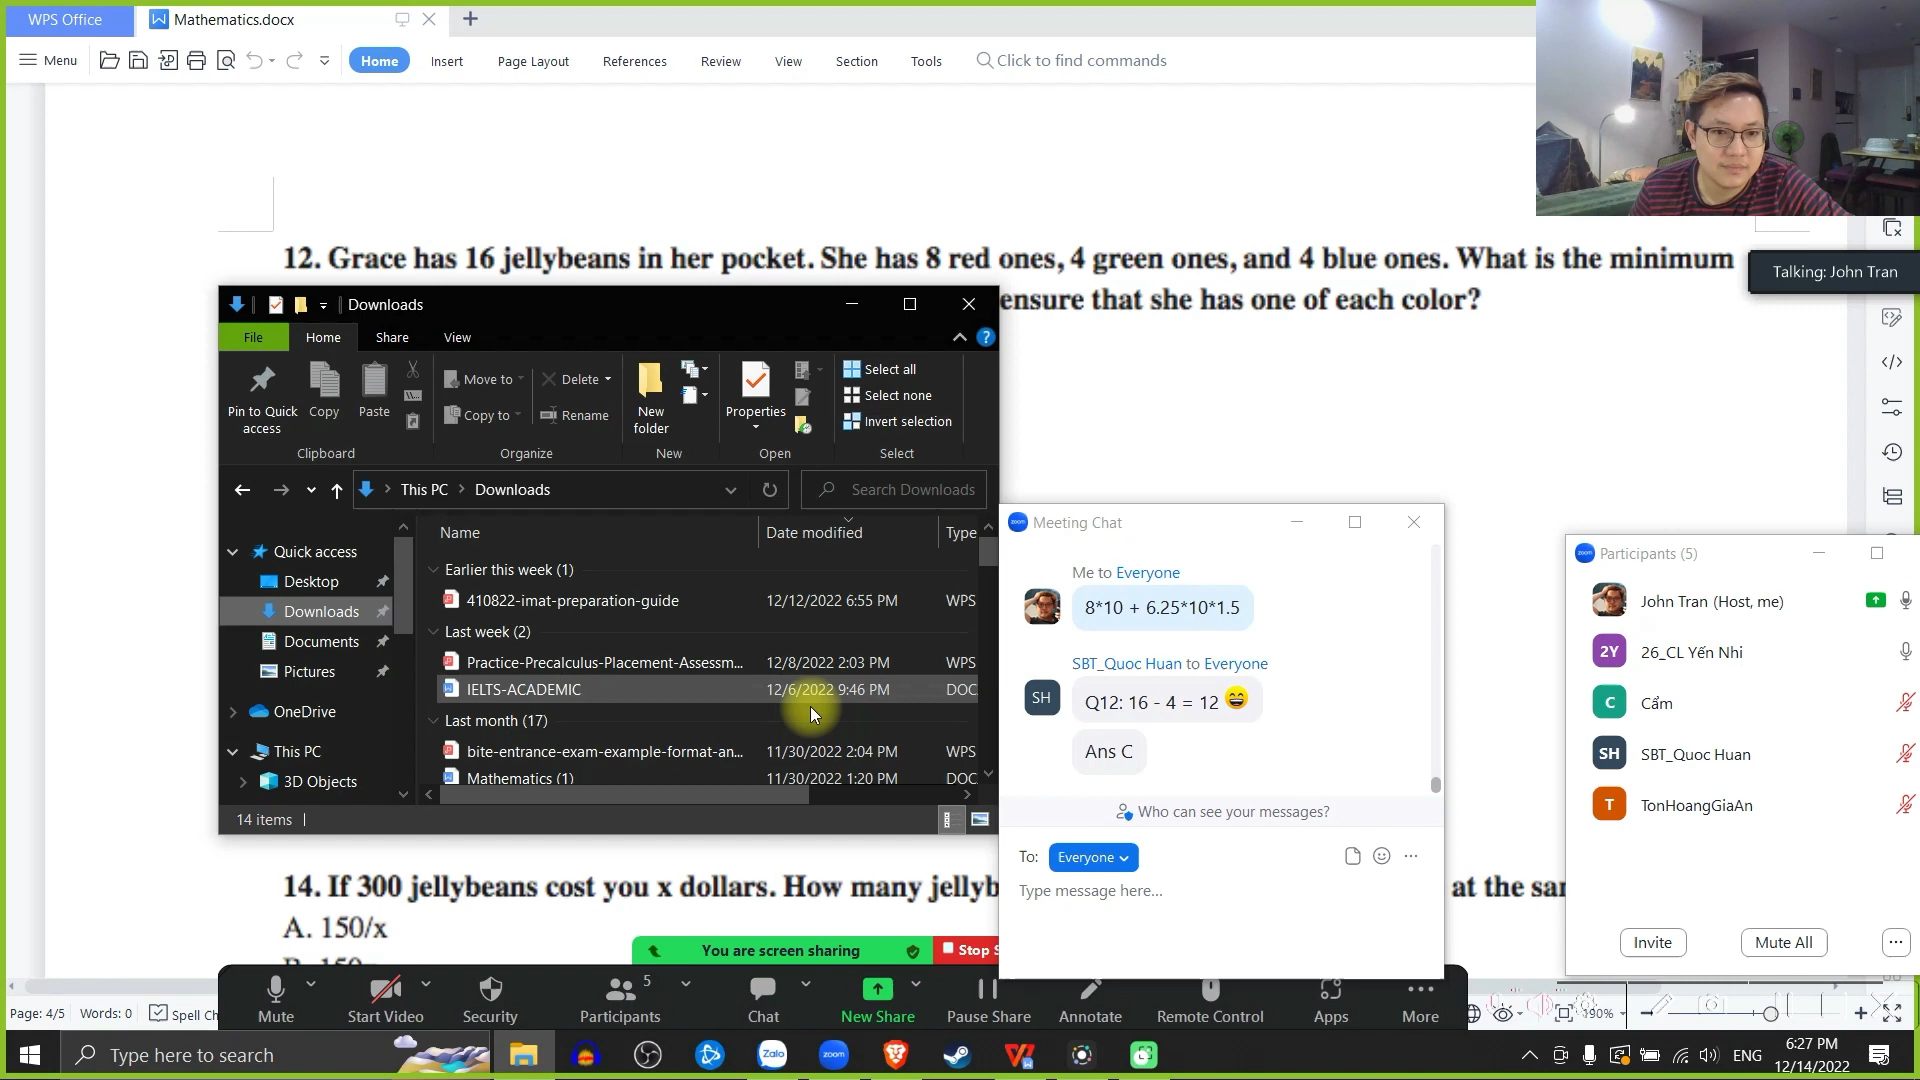 WPS Office
Mathematics.docx
Menu
Home
Insert
Page Layout
References
Review
View
Section
Tools
Click to find commands
12. Grace has 16 jellybeans in her pocket. She has 8 red ones, 4 green ones, and 4 blue ones. What is the minimum
ensure that she has one of each color?
Talking: John Tran
Downloads
File
Home
Share
View
Pin to Quick access
Copy
Paste
Clipboard
Move to
Copy to
Delete
Rename
Organize
New folder
New
Properties
Open
Select all
Select none
Invert selection
Select
This PC
Downloads
Search Downloads
Quick access
Desktop
Downloads
Documents
Pictures
OneDrive
This PC
3D Objects
Name
Date modified
Type
Earlier this week (1)
410822-imat-preparation-guide 12/12/2022 6:55 PM WPS
Last week (2)
Practice-Precalculus-Placement-Assessm... 12/8/2022 2:03 PM WPS
IELTS-ACADEMIC 12/6/2022 9:46 PM DOC
Last month (17)
bite-entrance-exam-example-format-an... 11/30/2022 2:04 PM WPS
Mathematics (1) 11/30/2022 1:20 PM DOC
14 items
zoom Meeting Chat
Me to Everyone
8*10 + 6.25*10*1.5
SBT_Quoc Huan to Everyone
SH
Q12: 16 - 4 = 12 😄
Ans C
Who can see your messages?
To: Everyone
Type message here...
zoom Participants (5)
John Tran (Host, me)
2Y 26_CL Yến Nhi
C Cẩm
SH SBT_Quoc Huan
T TonHoangGiaAn
Invite
Mute All
14. If 300 jellybeans cost you x dollars. How many jellyb
at the sar
A. 150/x
You are screen sharing
Stop S
Mute
Start Video
Security
5
Participants
Chat
New Share
Pause Share
Annotate
Remote Control
Apps
More
Page: 4/5
Words: 0
Spell Ch
190%
Type here to search
Zalo
zoom
ENG
6:27 PM
12/14/2022